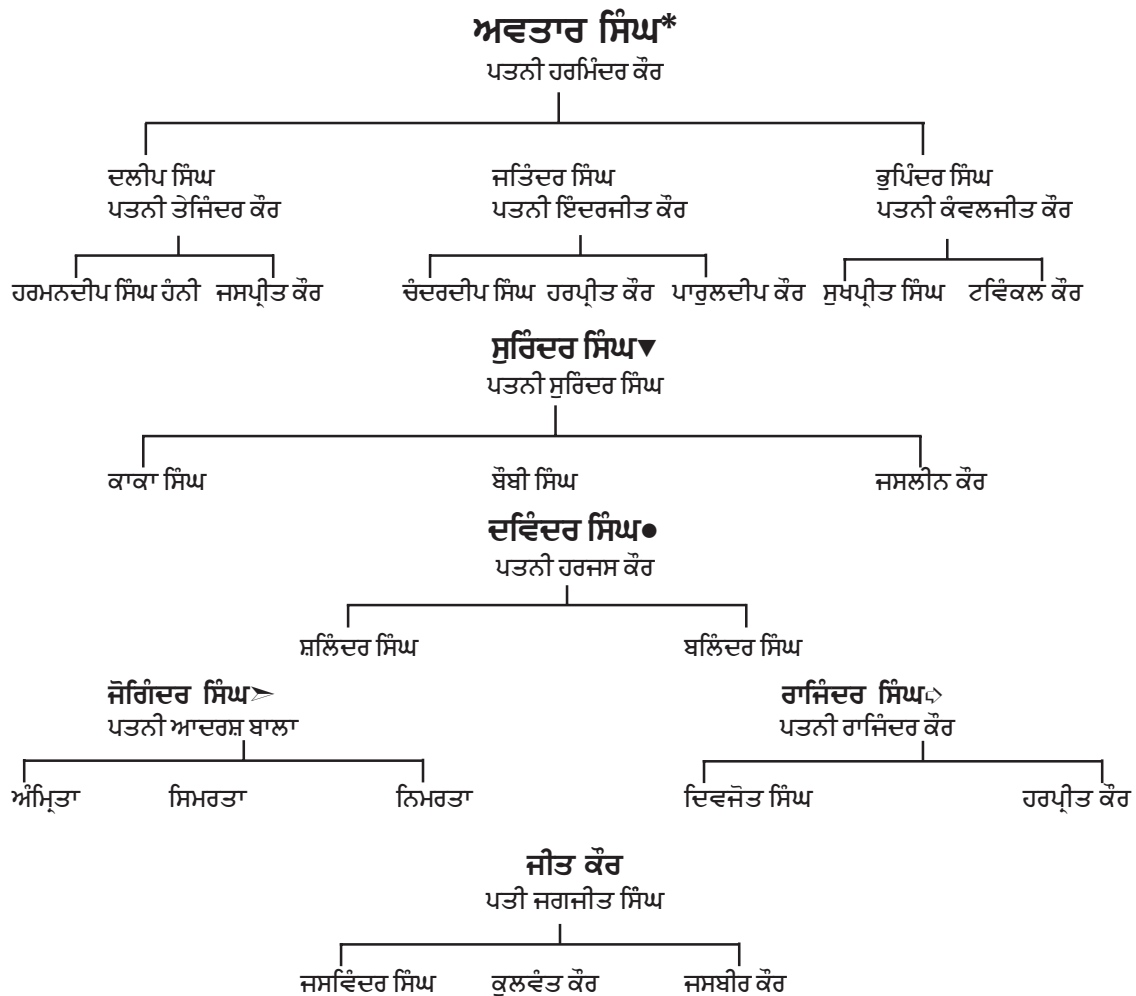 ਅਵਤਾਰ ਸਿੰਘ*
ਪਤਨੀ ਹਰਮਿੰਦਰ ਕੌਰ
ਦਲੀਪ ਸਿੰਘ ਜਤਿੰਦਰ ਸਿੰਘ ਭੁਪਿੰਦਰ ਸਿੰਘ
ਪਤਨੀ ਤੇਜਿੰਦਰ ਕੌਰ ਪਤਨੀ ਇੰਦਰਜੀਤ ਕੌਰ ਪਤਨੀ ਕੰਵਲਜੀਤ ਕੌਰ
ਹਰਮਨਦੀਪ ਸਿੰਘ ਹੰਨੀ ਜਸਪ੍ਰੀਤ ਕੌਰ ਚੰਦਰਦੀਪ ਸਿੰਘ ਹਰਪ੍ਰੀਤ ਕੌਰ ਪਾਰੁਲਦੀਪ ਕੌਰ ਸੁਖਪ੍ਰੀਤ ਸਿੰਘ ਟਵਿੰਕਲ ਕੌਰ
ਸੁਰਿੰਦਰ ਸਿੰਘ▼
ਪਤਨੀ ਸੁਰਿੰਦਰ ਸਿੰਘ
ਕਾਕਾ ਸਿੰਘ ਬੌਬੀ ਸਿੰਘ ਜਸਲੀਨ ਕੌਰ
ਦਵਿੰਦਰ ਸਿੰਘ●
ਪਤਨੀ ਹਰਜਸ ਕੌਰ
ਸ਼ਲਿੰਦਰ ਸਿੰਘ ਬਲਿੰਦਰ ਸਿੰਘ
ਜੋਗਿੰਦਰ ਸਿੰਘ➣ ਰਾਜਿੰਦਰ ਸਿੰਘ➪
ਪਤਨੀ ਆਦਰਸ਼ ਬਾਲਾ ਪਤਨੀ ਰਾਜਿੰਦਰ ਕੌਰ
ਅੰਮ੍ਰਿਤਾ ਸਿਮਰਤਾ ਨਿਮਰਤਾ ਦਿਵਜੋਤ ਸਿੰਘ ਹਰਪ੍ਰੀਤ ਕੌਰ
ਜੀਤ ਕੌਰ
ਪਤੀ ਜਗਜੀਤ ਸਿੰਘ
ਜਸਵਿੰਦਰ ਸਿੰਘ ਕੁਲਵੰਤ ਕੌਰ ਜਸਬੀਰ ਕੌਰ